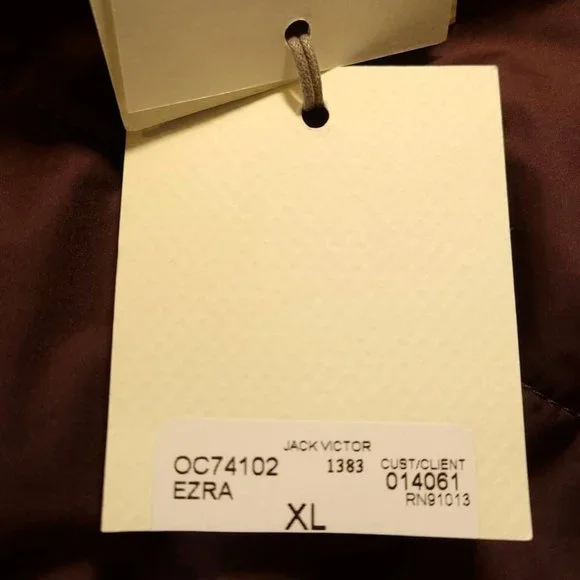 JACK VICTOR
OC74102 1383 CUST/CLIENT
EZRA 014061
RN91013
XL